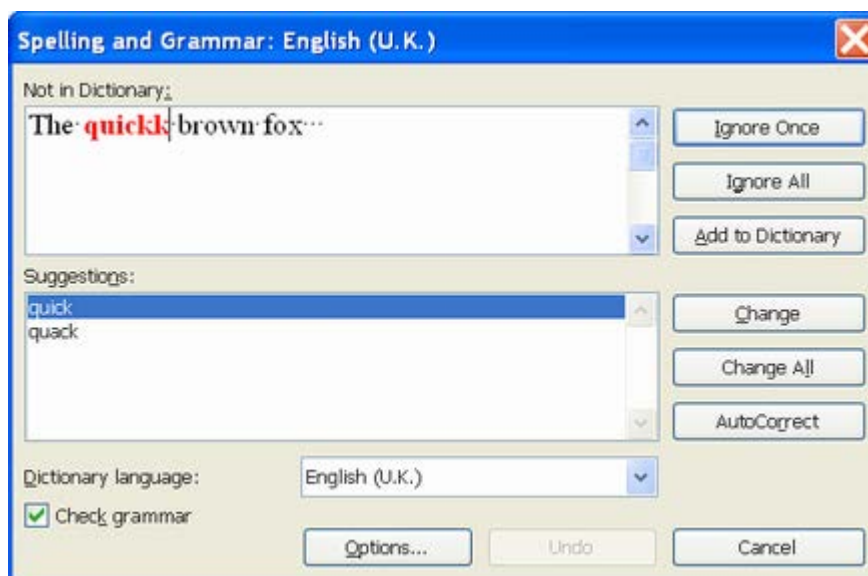 Spelling and Grammar: English (U.K.)
Not in Dictionary:
The·quickk·brown·fox···
Ignore Once
Ignore All
Add to Dictionary
Suggestions:
quick
quack
Change
Change All
AutoCorrect
Dictionary language:
English (U.K.)
Check grammar
Options...
Undo
Cancel